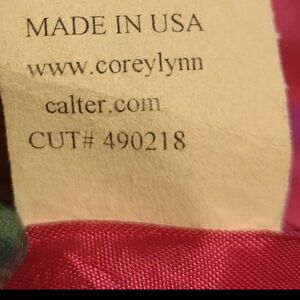 MADE IN USA
www.coreylynn
calter.com
CUT# 490218